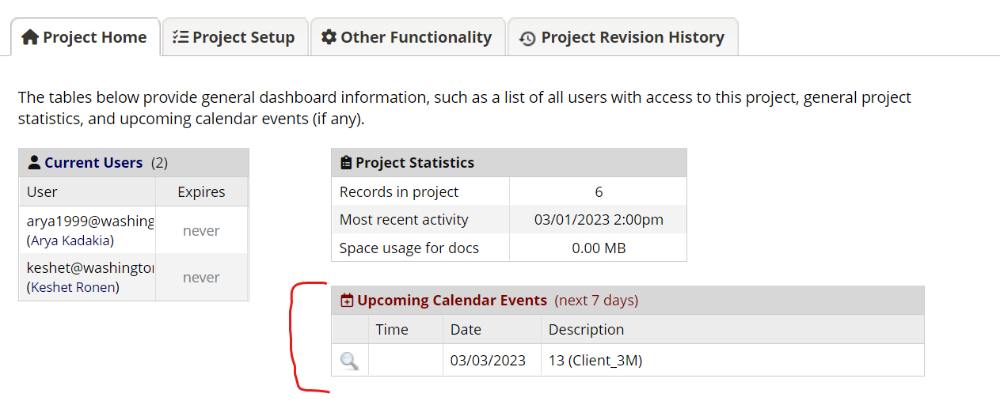 Project Home
Project Setup
Other Functionality
Project Revision History
The tables below provide general dashboard information, such as a list of all users with access to this project, general project
statistics, and upcoming calendar events (if any).
Current Users (2)
User Expires
arya1999@washing
(Arya Kadakia)
never
keshet@washington
(Keshet Ronen)
never
Project Statistics
Records in project 6
Most recent activity 03/01/2023 2:00pm
Space usage for docs 0.00 MB
Upcoming Calendar Events (next 7 days)
Time Date Description
03/03/2023 13 (Client_3M)